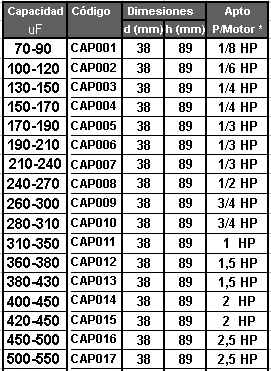 Capacidad Código Dimesiones Apto
uF d (mm) h (mm) P/Motor *
70-90 CAP001 38 89 1/8 HP
100-120 CAP002 38 89 1/6 HP
130-150 CAP003 38 89 1/4 HP
150-170 CAP004 38 89 1/4 HP
170-190 CAP005 38 89 1/3 HP
190-210 CAP006 38 89 1/3 HP
210-240 CAP007 38 89 1/3 HP
240-270 CAP008 38 89 1/2 HP
260-300 CAP009 38 89 3/4 HP
280-310 CAP010 38 89 3/4 HP
310-350 CAP011 38 89 1 HP
360-380 CAP012 38 89 1,5 HP
380-430 CAP013 38 89 1,5 HP
400-450 CAP014 38 89 2 HP
420-450 CAP015 38 89 2 HP
450-500 CAP016 38 89 2,5 HP
500-550 CAP017 38 89 2,5 HP